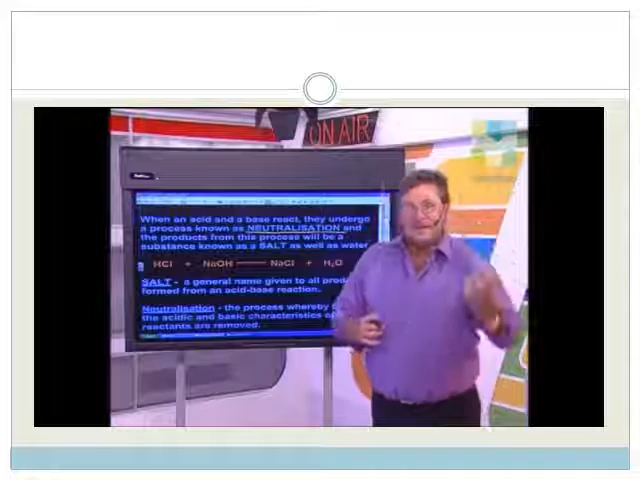 ON AIR
When an acid and a base react, they undergo
a process known as NEUTRALISATION and
the products from this process will be a
substance known as a SALT as well as water
HCl + NaOH NaCl + H₂O
SALT - a general name given to all
formed from an acid-base reaction.
Neutralisation - the process whereby
the acidic and basic characteristics of
reactants are removed.